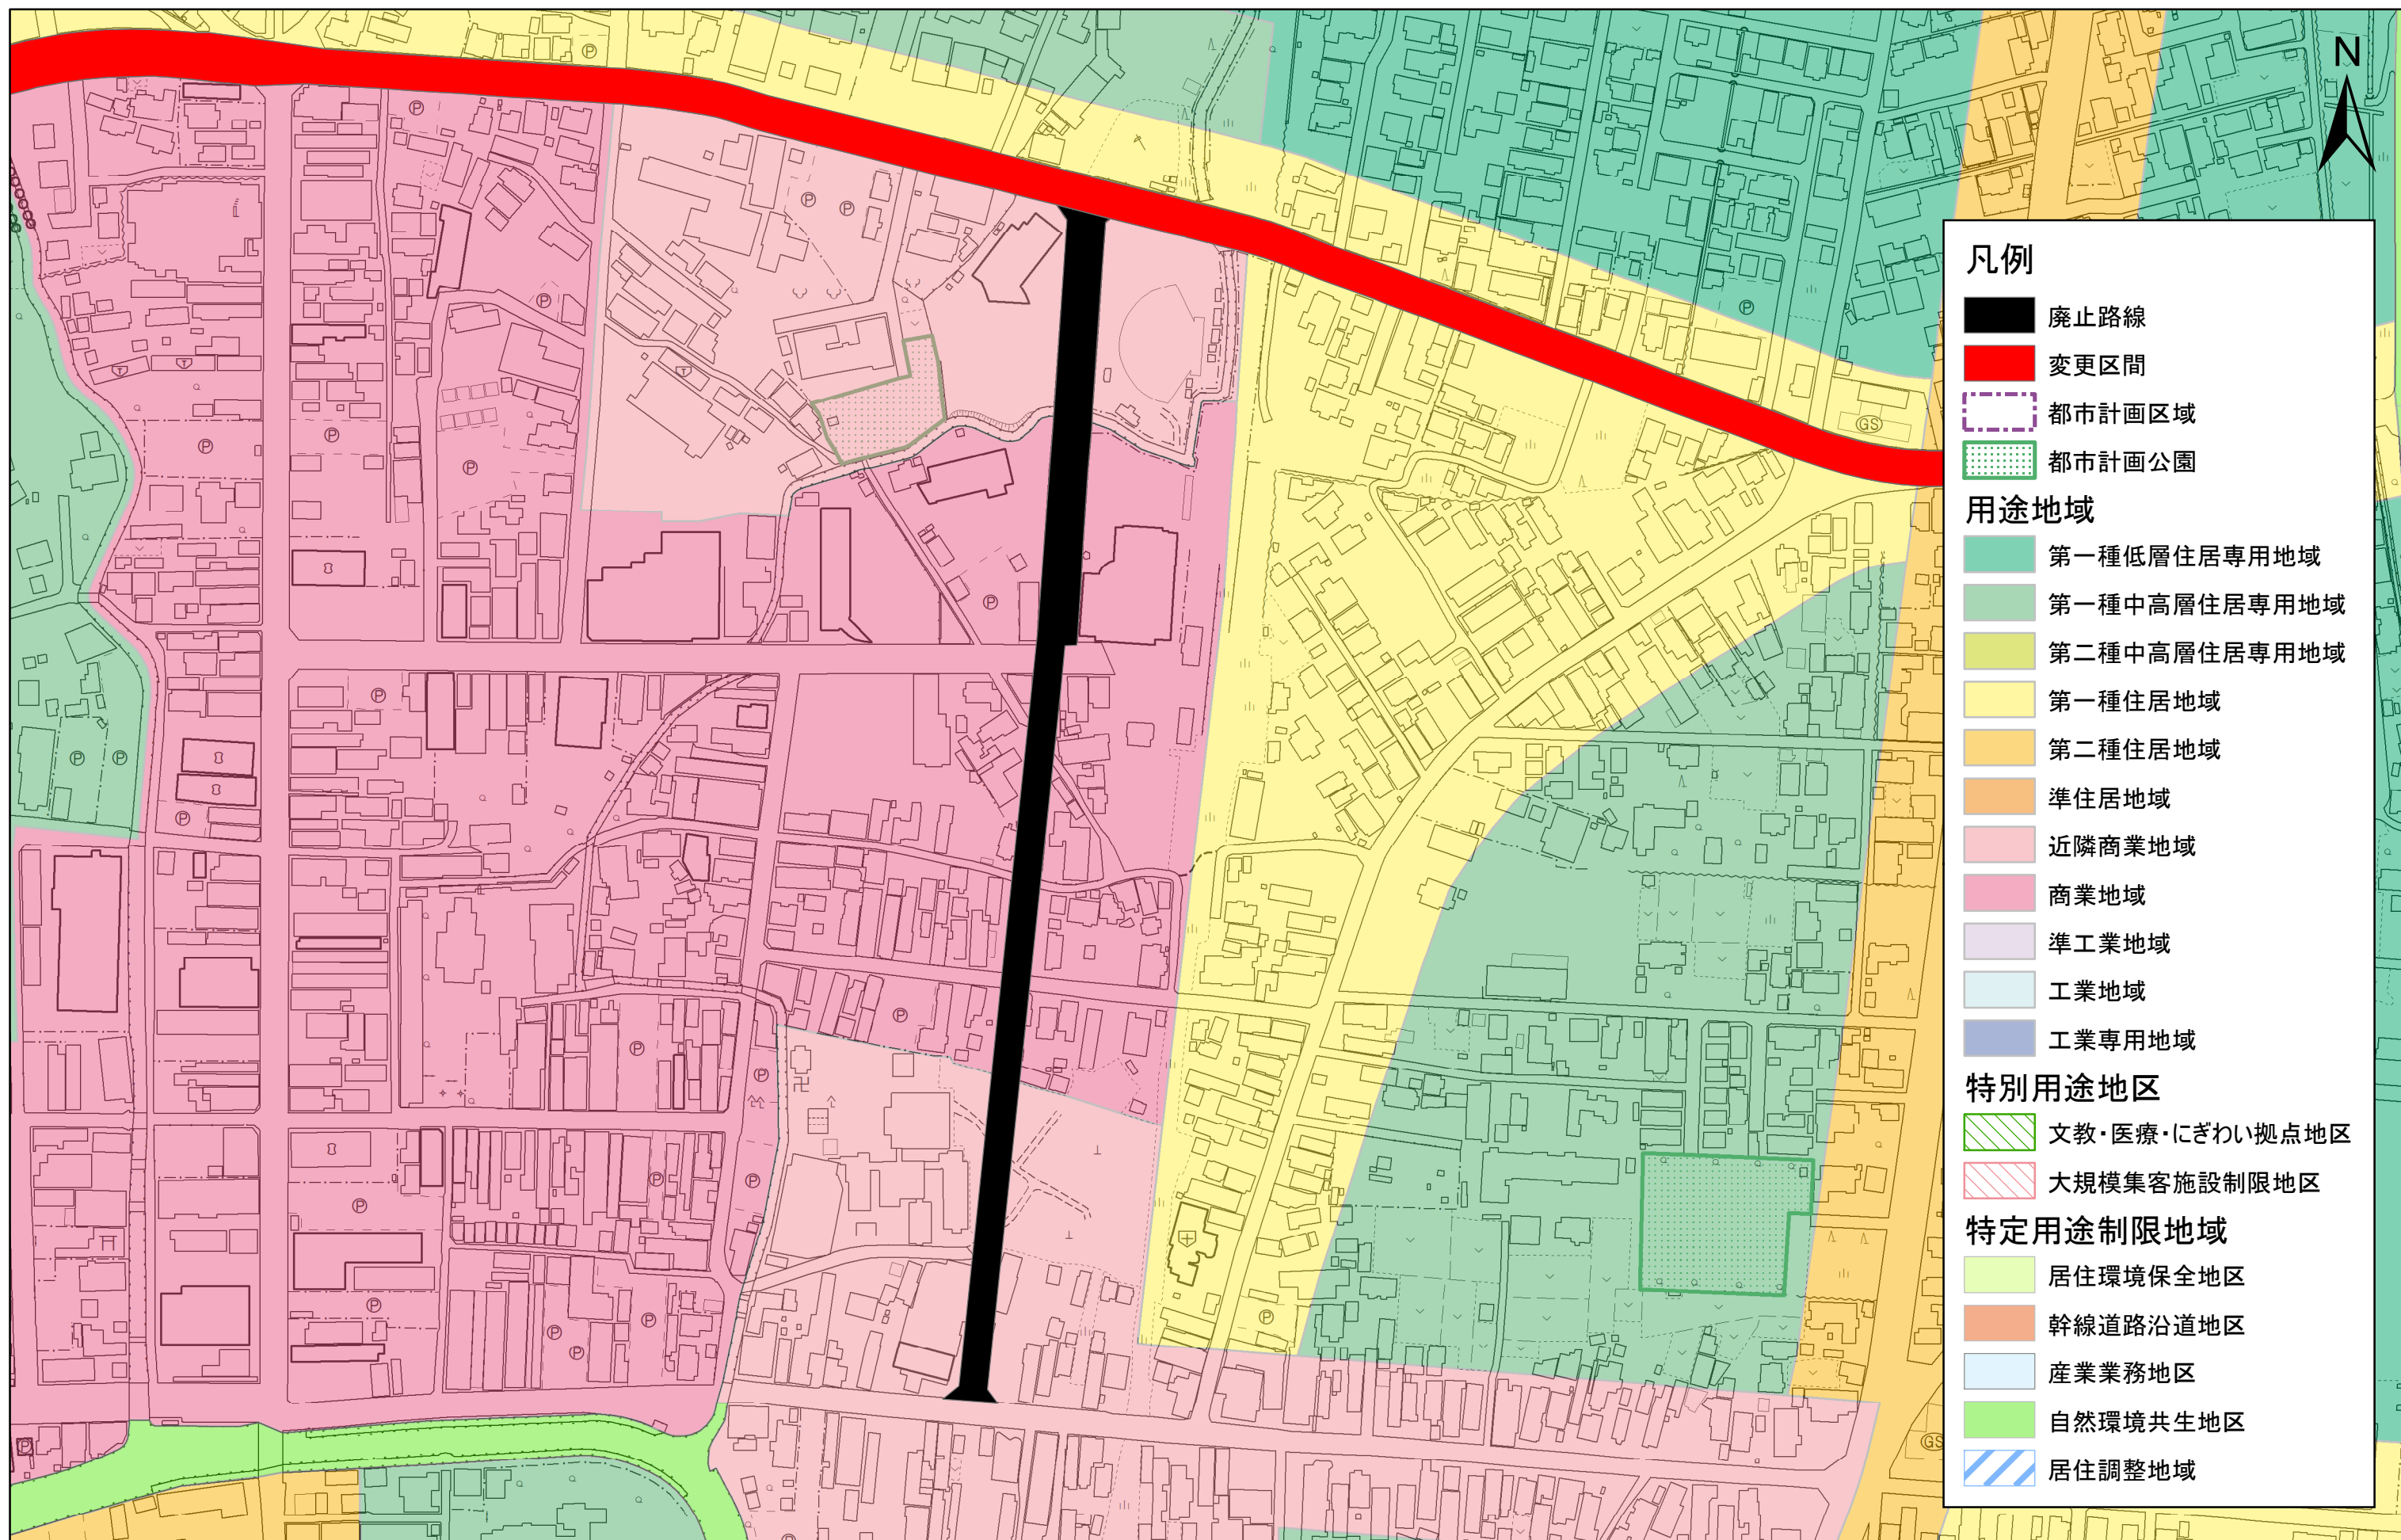 N
凡例
廃止路線
変更区間
都市計画区域
都市計画公園
用途地域
第一種低層住居専用地域
第一種中高層住居専用地域
第二種中高層住居専用地域
第一種住居地域
第二種住居地域
準住居地域
近隣商業地域
商業地域
準工業地域
工業地域
工業専用地域
特別用途地区
文教・医療・にぎわい拠点地区
大規模集客施設制限地区
特定用途制限地域
居住環境保全地区
幹線道路沿道地区
産業業務地区
自然環境共生地区
居住調整地域
GS
GS